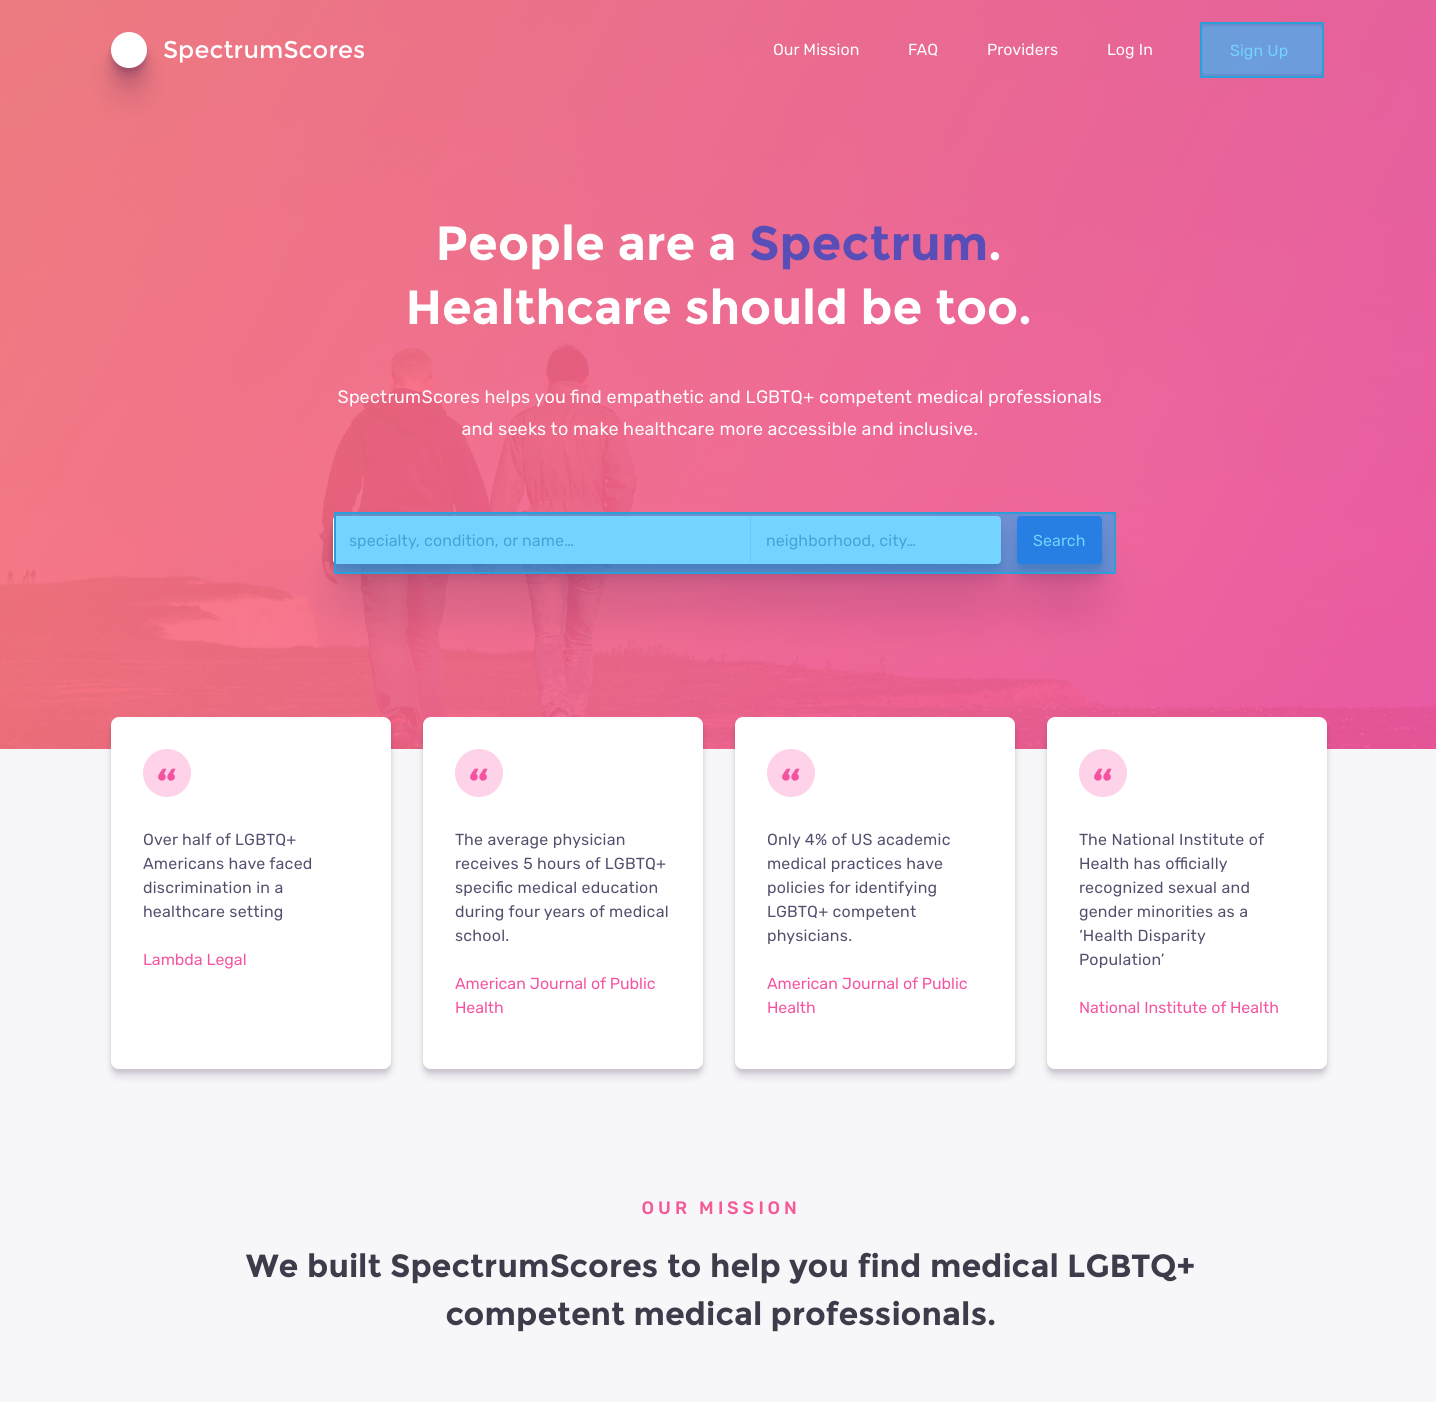 SpectrumScores
Our Mission
FAQ
Providers
Log In
Sign Up
People are a Spectrum.
Healthcare should be too.
SpectrumScores helps you find empathetic and LGBTQ+ competent medical professionals
and seeks to make healthcare more accessible and inclusive.
specialty, condition, or name…
neighborhood, city…
Search
“
Over half of LGBTQ+
Americans have faced
discrimination in a
healthcare setting
Lambda Legal
“
The average physician
receives 5 hours of LGBTQ+
specific medical education
during four years of medical
school.
American Journal of Public
Health
“
Only 4% of US academic
medical practices have
policies for identifying
LGBTQ+ competent
physicians.
American Journal of Public
Health
“
The National Institute of
Health has officially
recognized sexual and
gender minorities as a
‘Health Disparity
Population’
National Institute of Health
OUR MISSION
We built SpectrumScores to help you find medical LGBTQ+
competent medical professionals.